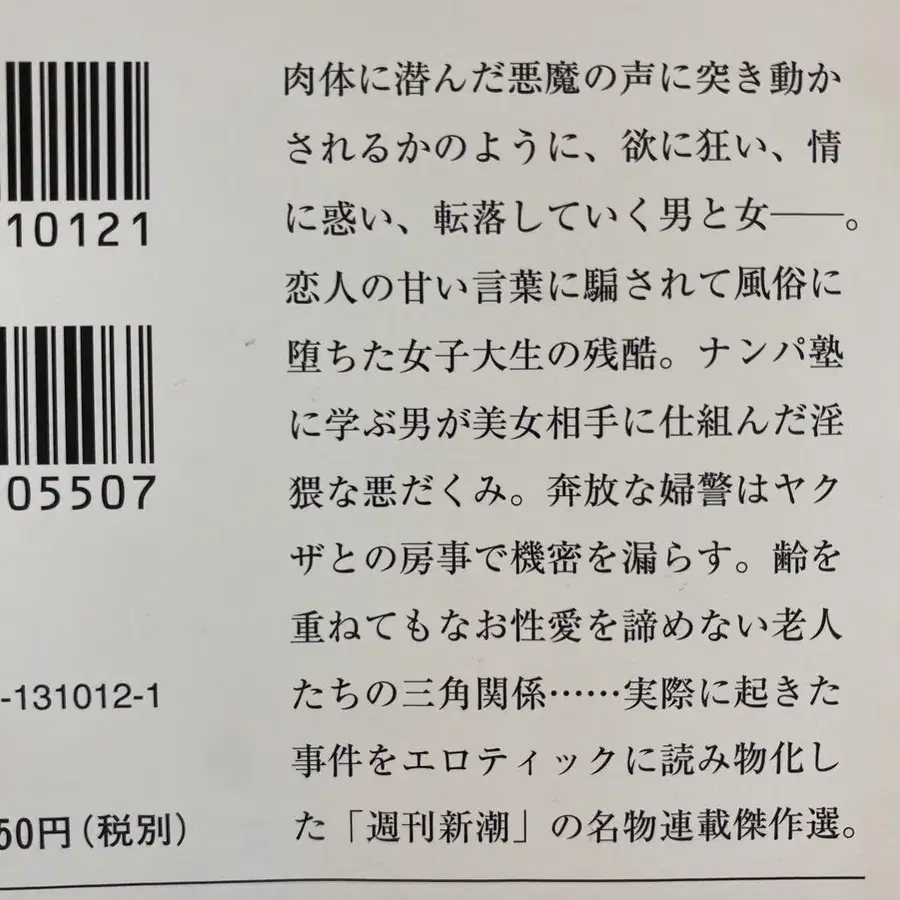 肉体に潜んだ悪魔の声に突き動か
されるかのように、欲に狂い、情
に惑い、転落していく男と女――。
恋人の甘い言葉に騙されて風俗に
堕ちた女子大生の残酷。ナンパ塾
に学ぶ男が美女相手に仕組んだ淫
猥な悪だくみ。奔放な婦警はヤク
ザとの房事で機密を漏らす。齢を
重ねてもなお性愛を諦めない老人
たちの三角関係……実際に起きた
事件をエロティックに読み物化し
た「週刊新潮」の名物連載傑作選。
10121
05507
-131012-1
50円(税別)